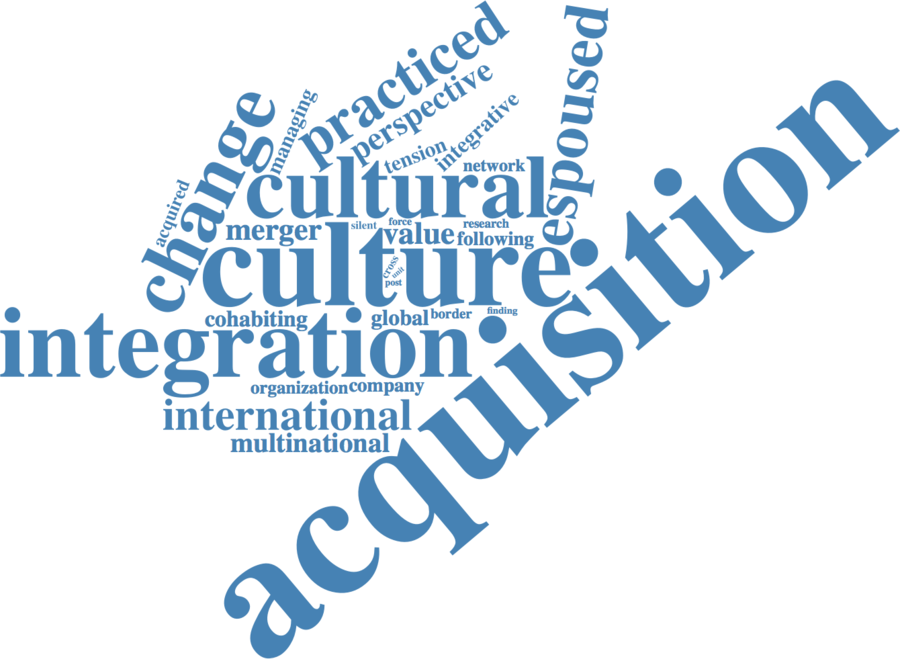 practiced
espoused
perspective
managing
change
tension
integrative
network
acquired
cultural
merger
silent
force
value
research
following
culture
cross
unit
post
acquisition
integration
cohabiting
global
border
finding
organization
company
international
multinational